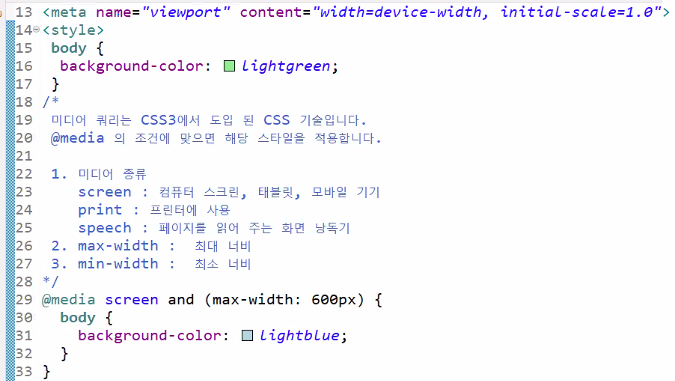 13 <meta name="viewport" content="width=device-width, initial-scale=1.0">
14 <style>
15 body {
16 background-color: lightgreen;
17 }
18 /*
19 미디어 쿼리는 CSS3에서 도입 된 CSS 기술입니다.
20 @media 의 조건에 맞으면 해당 스타일을 적용합니다.
21
22 1. 미디어 종류
23 screen : 컴퓨터 스크린, 태블릿, 모바일 기기
24 print : 프린터에 사용
25 speech : 페이지를 읽어 주는 화면 낭독기
26 2. max-width : 최대 너비
27 3. min-width : 최소 너비
28 */
29 @media screen and (max-width: 600px) {
30 body {
31 background-color: lightblue;
32 }
33 }